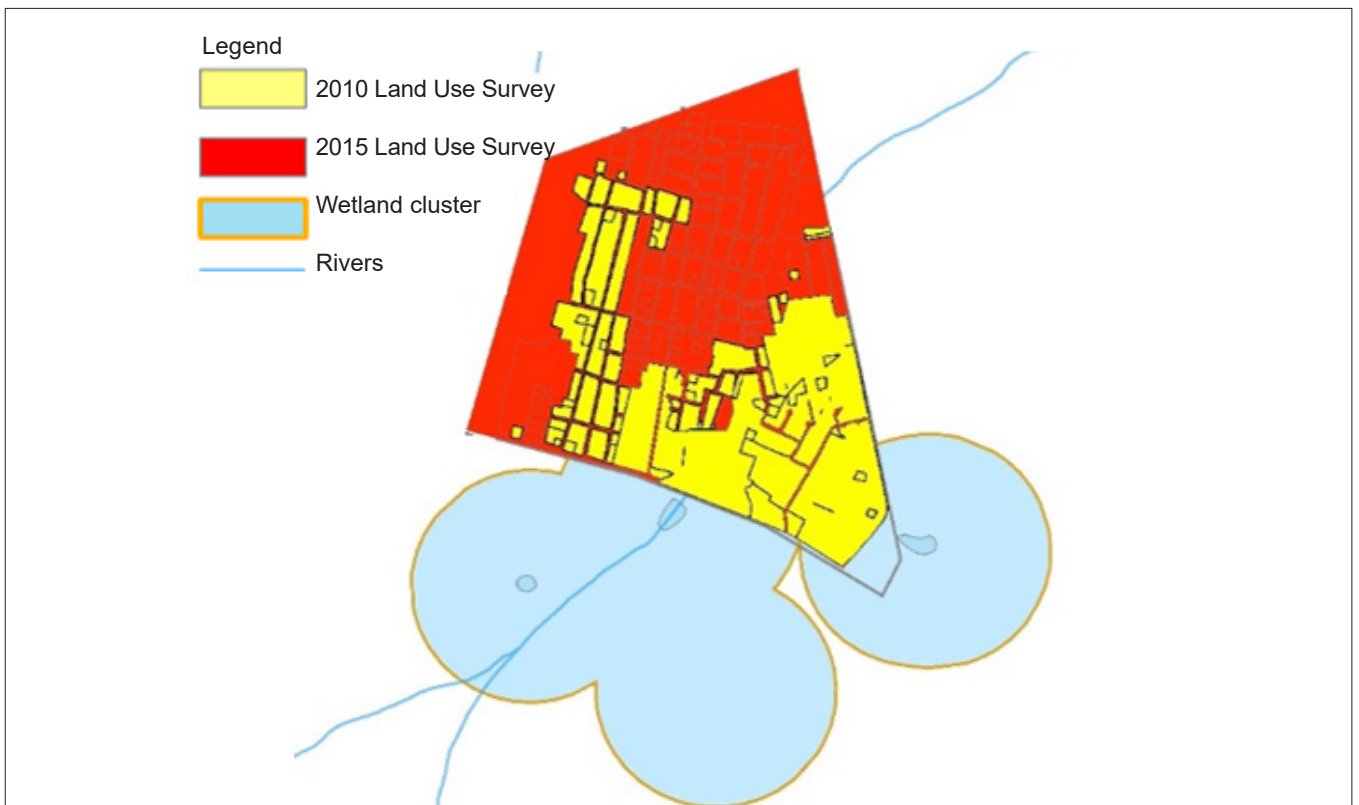 Legend
2010 Land Use Survey
2015 Land Use Survey
Wetland cluster
Rivers